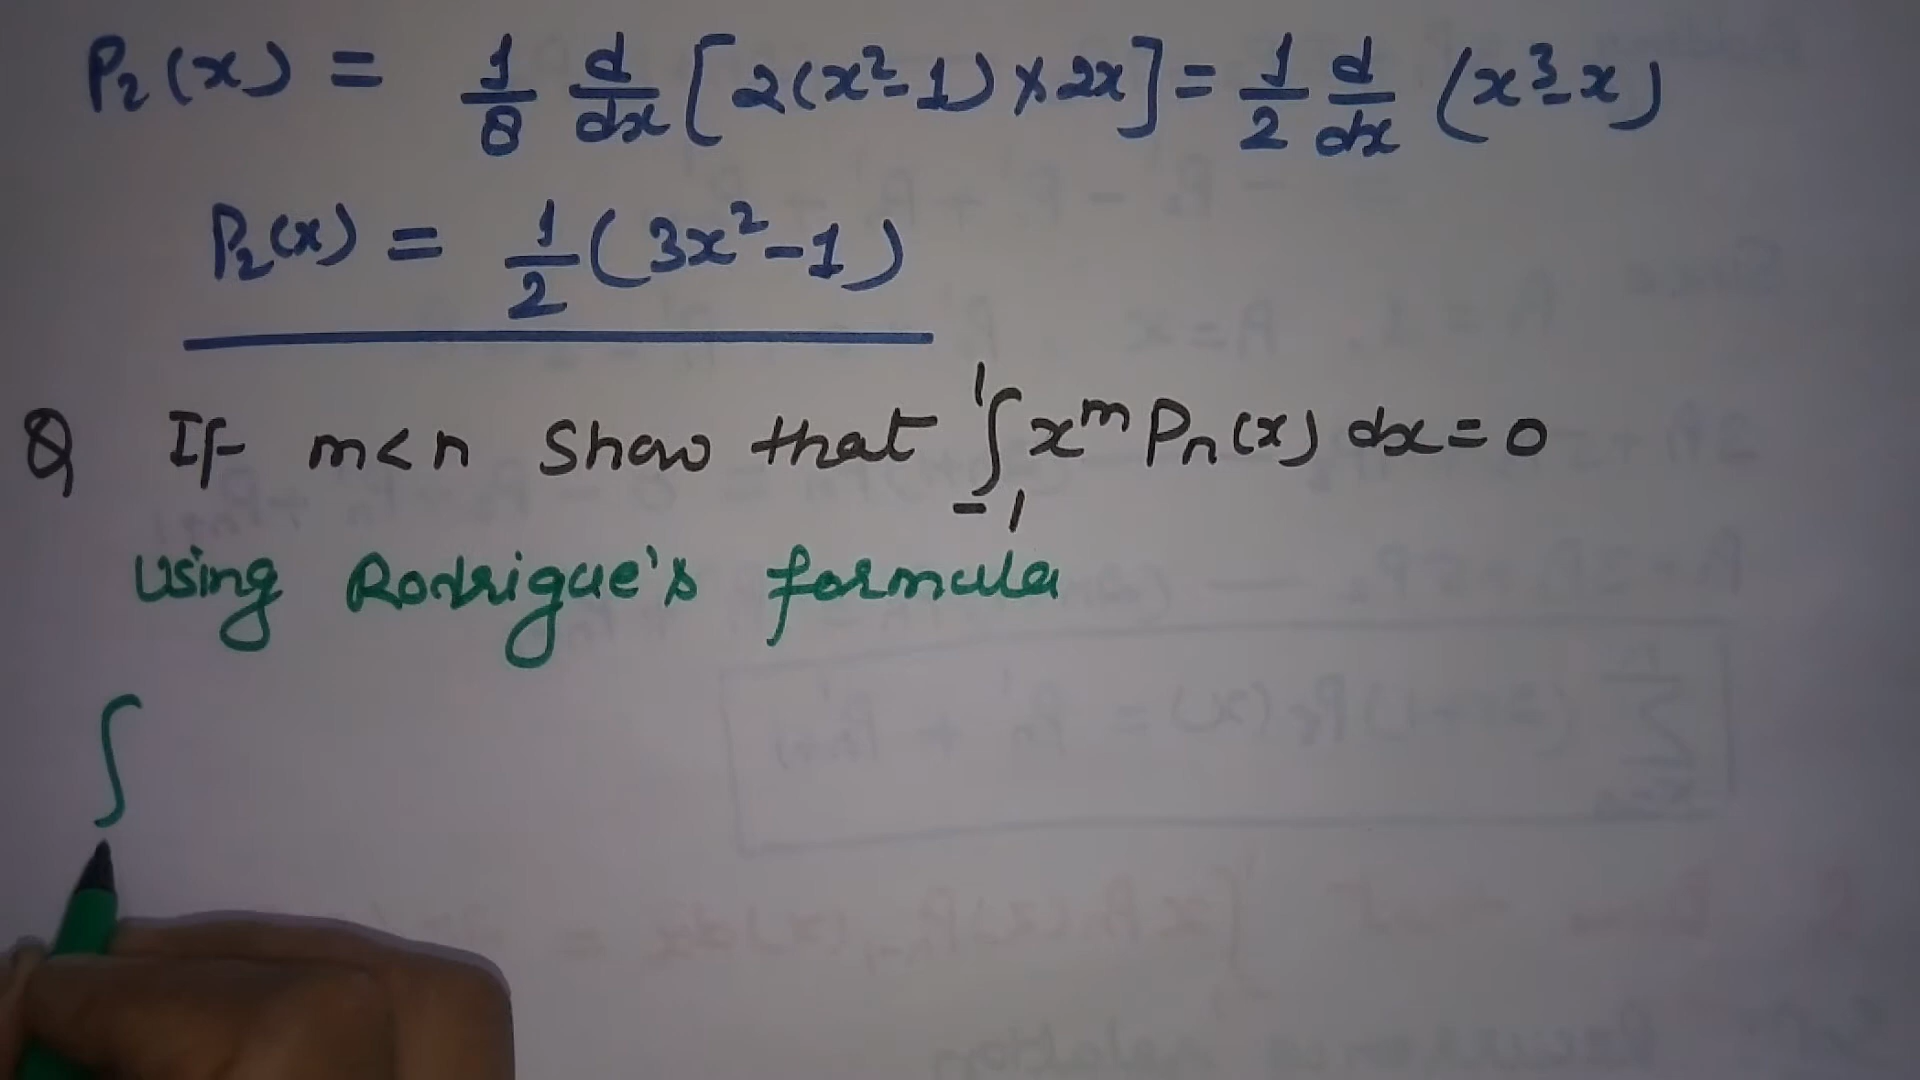 P₂(x) = 1/8 d/dx [2(x²-1)×2x] = 1/2 d/dx (x³-x)
P₂(x) = 1/2 (3x²-1)
Q If m<n Show that ∫₋₁¹ xᵐ Pₙ(x) dx = 0
Using Rodrigue's formula
∫